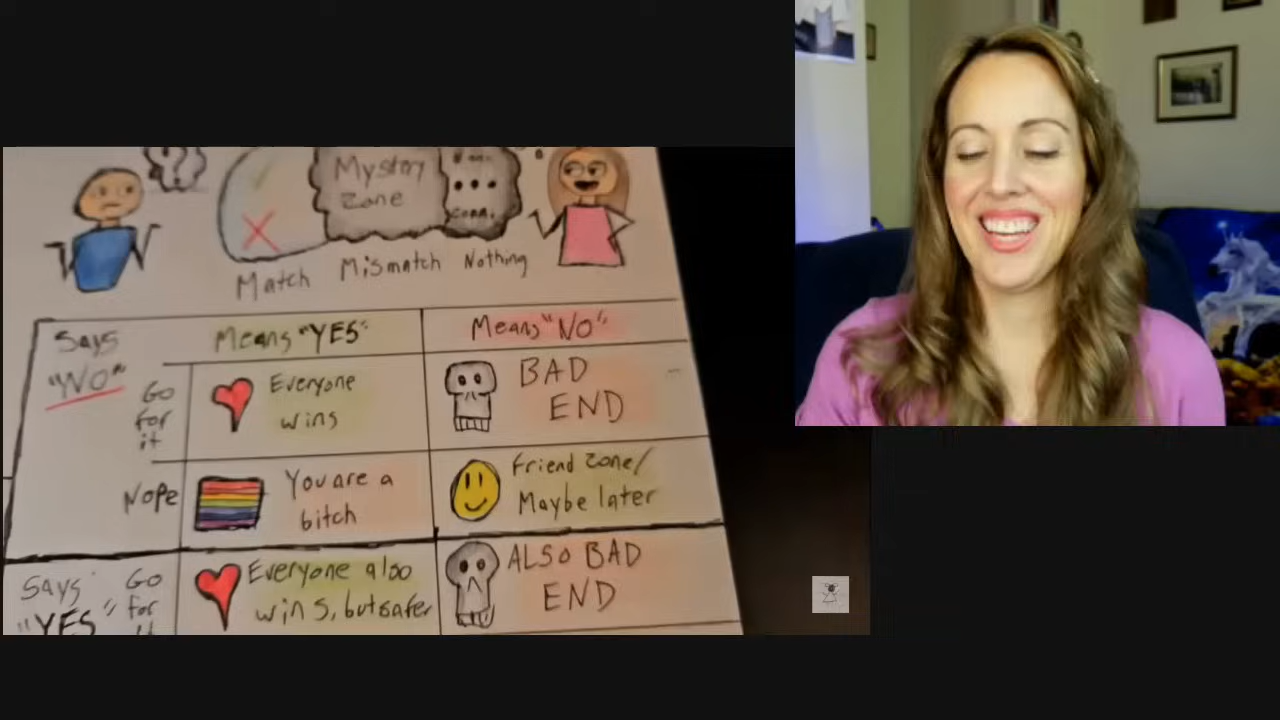 Mystery
Zone
...
Match Mismatch Nothing
Says
"NO"
Means "YES"
Means "NO"
Go
for
it
Everyone
wins
BAD
END
Nope
You are a
bitch
Friend Zone/
Maybe later
Says
"YES"
Go
for
it
Everyone also
wins, but safer
ALSO BAD
END